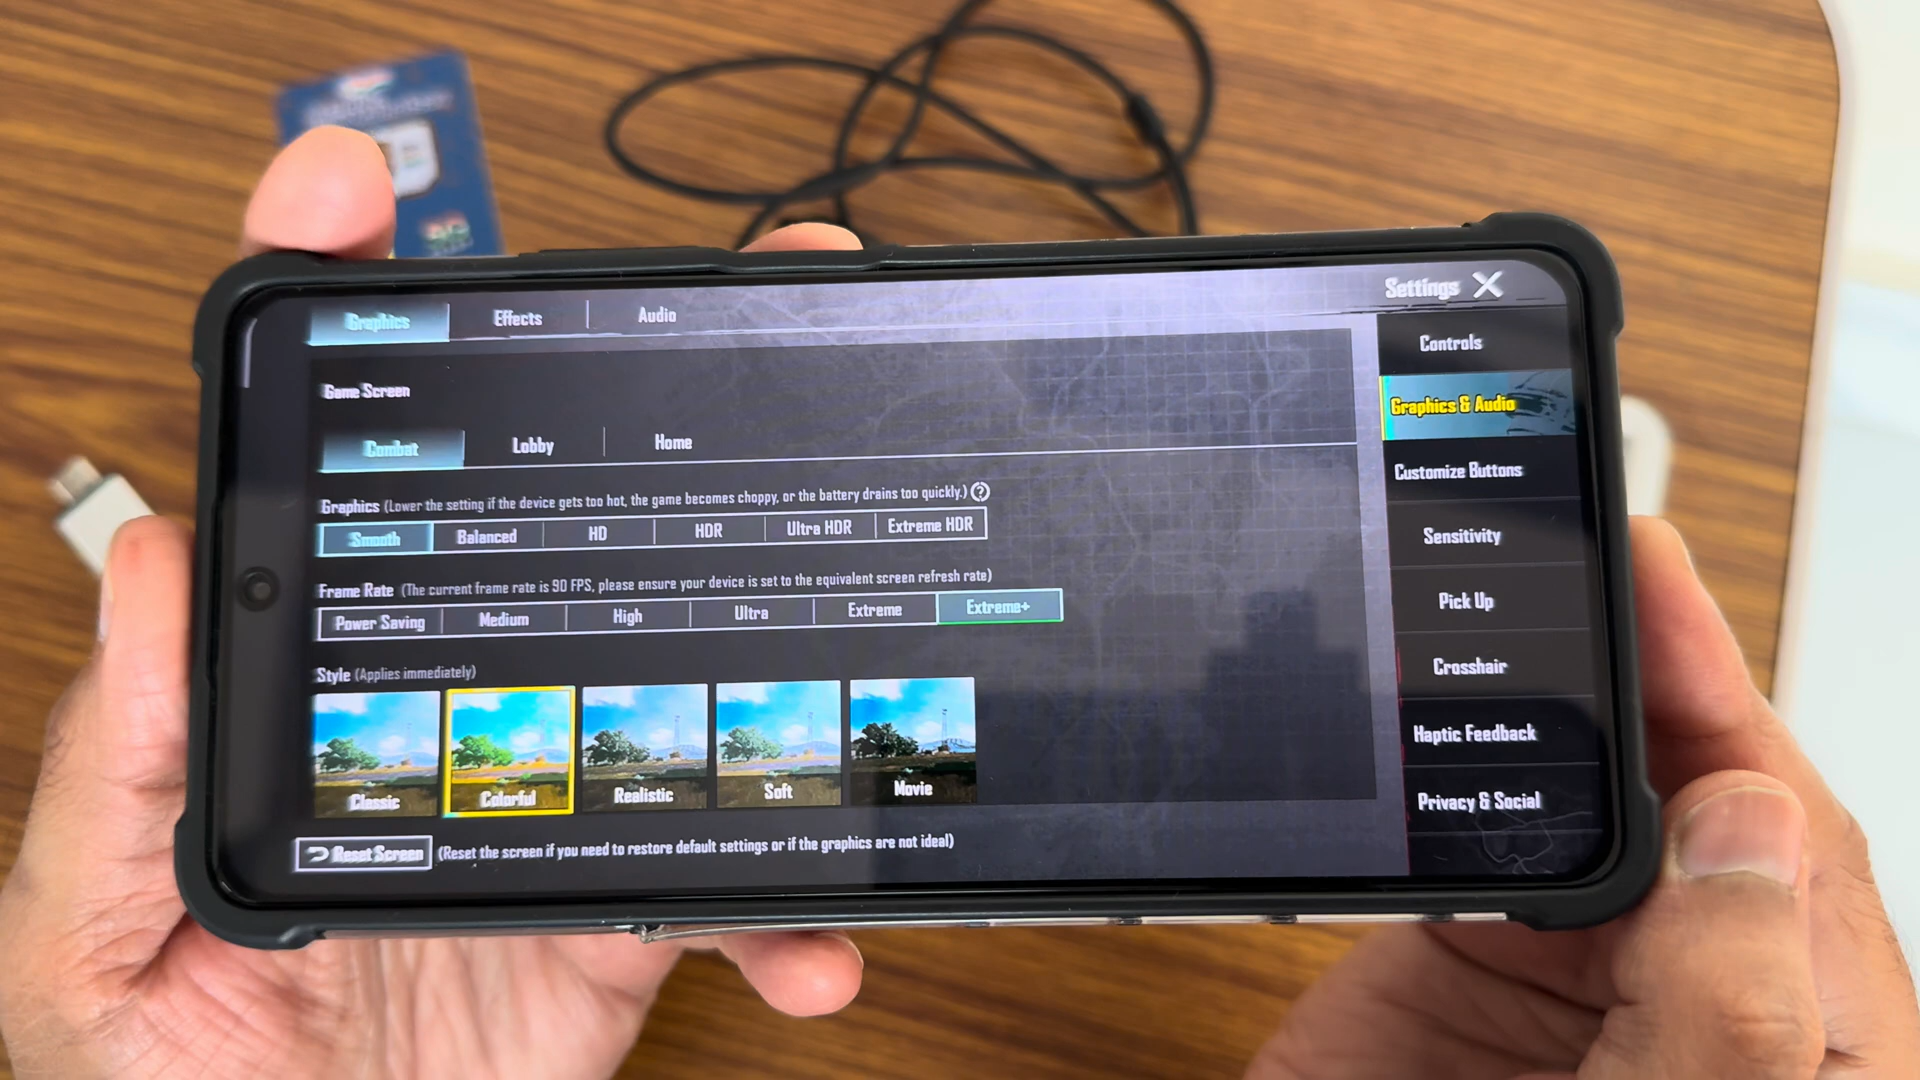 Settings X
Graphics Effects Audio
Controls
Game Screen
Graphics & Audio
Combat Lobby Home
Customize Buttons
Graphics (Lower the setting if the device gets too hot, the game becomes choppy, or the battery drains too quickly.) ?
Smooth Balanced HD HDR Ultra HDR Extreme HDR
Sensitivity
Frame Rate (The current frame rate is 90 FPS, please ensure your device is set to the equivalent screen refresh rate)
Power Saving Medium High Ultra Extreme Extreme+
Pick Up
Style (Applies immediately)
Crosshair
Haptic Feedback
Classic Colorful Realistic Soft Movie
Privacy & Social
Reset Screen (Reset the screen if you need to restore default settings or if the graphics are not ideal)